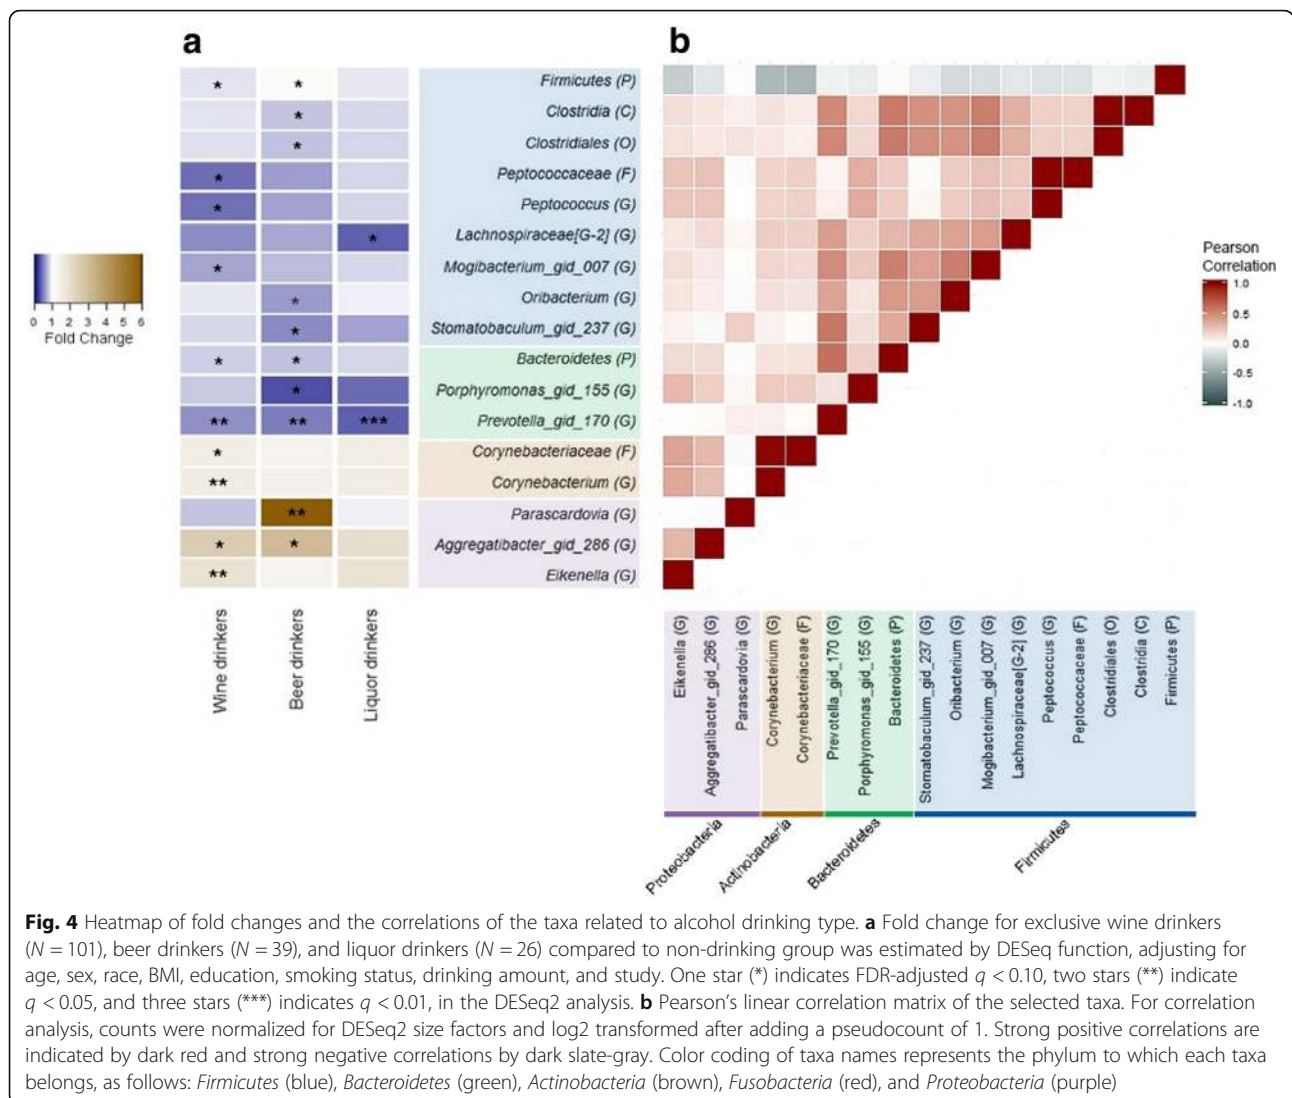 a
b
Firmicutes (P)
* *
Clostridia (C)
*
Clostridiales (O)
*
Peptococcaceae (F)
*
Peptococcus (G)
*
Lachnospiraceae[G-2] (G)
*
Mogibacterium_gid_007 (G)
*
Oribacterium (G)
*
Stomatobaculum_gid_237 (G)
*
Bacteroidetes (P)
* *
Porphyromonas_gid_155 (G)
*
Prevotella_gid_170 (G)
** ** ***
Corynebacteriaceae (F)
*
Corynebacterium (G)
**
Parascardovia (G)
**
Aggregatibacter_gid_286 (G)
* *
Eikenella (G)
**
0 1 2 3 4 5 6
Fold Change
Wine drinkers
Beer drinkers
Liquor drinkers
Pearson
Correlation
1.0
0.5
0.0
-0.5
-1.0
Eikenella (G)
Aggregatibacter_gid_286 (G)
Parascardovia (G)
Corynebacterium (G)
Corynebacteriaceae (F)
Prevotella_gid_170 (G)
Porphyromonas_gid_155 (G)
Bacteroidetes (P)
Stomatobaculum_gid_237 (G)
Oribacterium (G)
Mogibacterium_gid_007 (G)
Lachnospiraceae[G-2] (G)
Peptococcus (G)
Peptococcaceae (F)
Clostridiales (O)
Clostridia (C)
Firmicutes (P)
Proteobacteria
Actinobacteria
Bacteroidetes
Firmicutes
Fig. 4 Heatmap of fold changes and the correlations of the taxa related to alcohol drinking type. a Fold change for exclusive wine drinkers
(N = 101), beer drinkers (N = 39), and liquor drinkers (N = 26) compared to non-drinking group was estimated by DESeq function, adjusting for
age, sex, race, BMI, education, smoking status, drinking amount, and study. One star (*) indicates FDR-adjusted q < 0.10, two stars (**) indicate
q < 0.05, and three stars (***) indicates q < 0.01, in the DESeq2 analysis. b Pearson's linear correlation matrix of the selected taxa. For correlation
analysis, counts were normalized for DESeq2 size factors and log2 transformed after adding a pseudocount of 1. Strong positive correlations are
indicated by dark red and strong negative correlations by dark slate-gray. Color coding of taxa names represents the phylum to which each taxa
belongs, as follows: Firmicutes (blue), Bacteroidetes (green), Actinobacteria (brown), Fusobacteria (red), and Proteobacteria (purple)